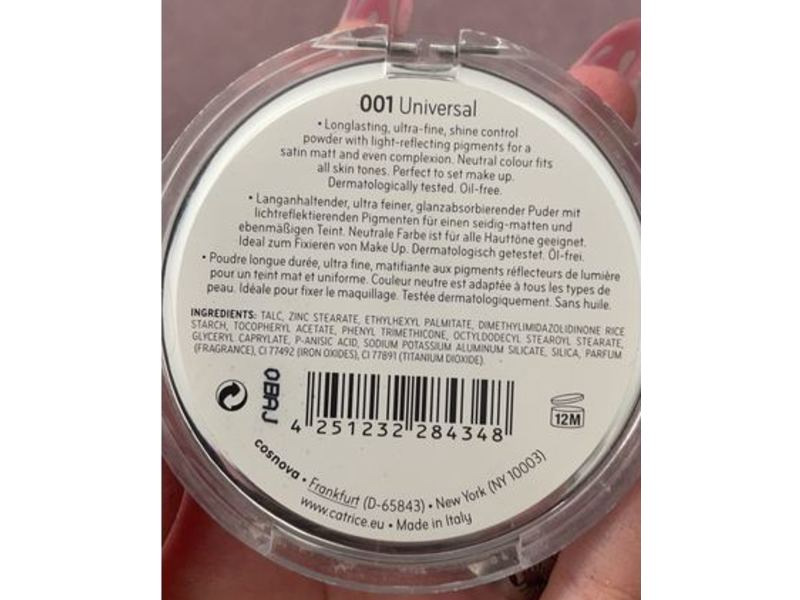 001 Universal
• Longlasting, ultra-fine, shine control
powder with light-reflecting pigments for a
satin matt and even complexion. Neutral colour fits
all skin tones. Perfect to set make up.
Dermatologically tested. Oil-free.
• Langanhaltender, ultra feiner, glanzabsorbierender Puder mit
lichtreflektierenden Pigmenten für einen seidig-matten und
ebenmäßigen Teint. Neutrale Farbe ist für alle Hauttöne geeignet.
Ideal zum Fixieren von Make Up. Dermatologisch getestet. Öl-frei.
• Poudre longue durée, ultra fine, matifiante aux pigments réflecteurs de lumière
pour un teint mat et uniforme. Couleur neutre est adaptée à tous les types de
peau. Idéale pour fixer le maquillage. Testée dermatologiquement. Sans huile.
INGREDIENTS: TALC, ZINC STEARATE, ETHYLHEXYL PALMITATE, DIMETHYLIMIDAZOLIDINONE RICE
STARCH, TOCOPHERYL ACETATE, PHENYL TRIMETHICONE, OCTYLDODECYL STEAROYL STEARATE,
GLYCERYL CAPRYLATE, P-ANISIC ACID, SODIUM POTASSIUM ALUMINUM SILICATE, SILICA, PARFUM
(FRAGRANCE), CI 77492 (IRON OXIDES), CI 77891 (TITANIUM DIOXIDE).
0BAJ
4 251232 284348
12M
cosnova • Frankfurt (D-65843) • New York (NY 10003)
www.catrice.eu • Made in Italy